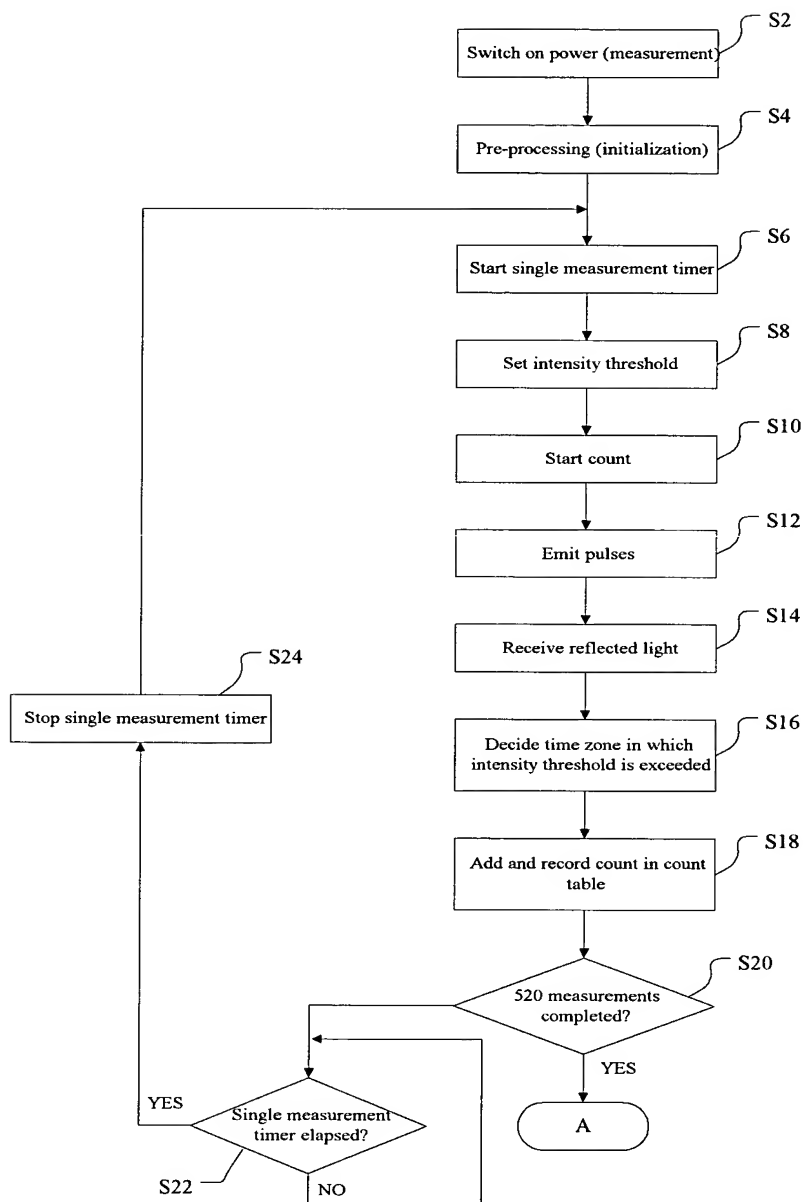 S2
Switch on power (measurement)
S4
Pre-processing (initialization)
S6
Start single measurement timer
S8
Set intensity threshold
S10
Start count
S12
Emit pulses
S14
Receive reflected light
S24
Stop single measurement timer
S16
Decide time zone in which
intensity threshold is exceeded
S18
Add and record count in count
table
S20
520 measurements
completed?
YES
A
YES
Single measurement
timer elapsed?
S22
NO